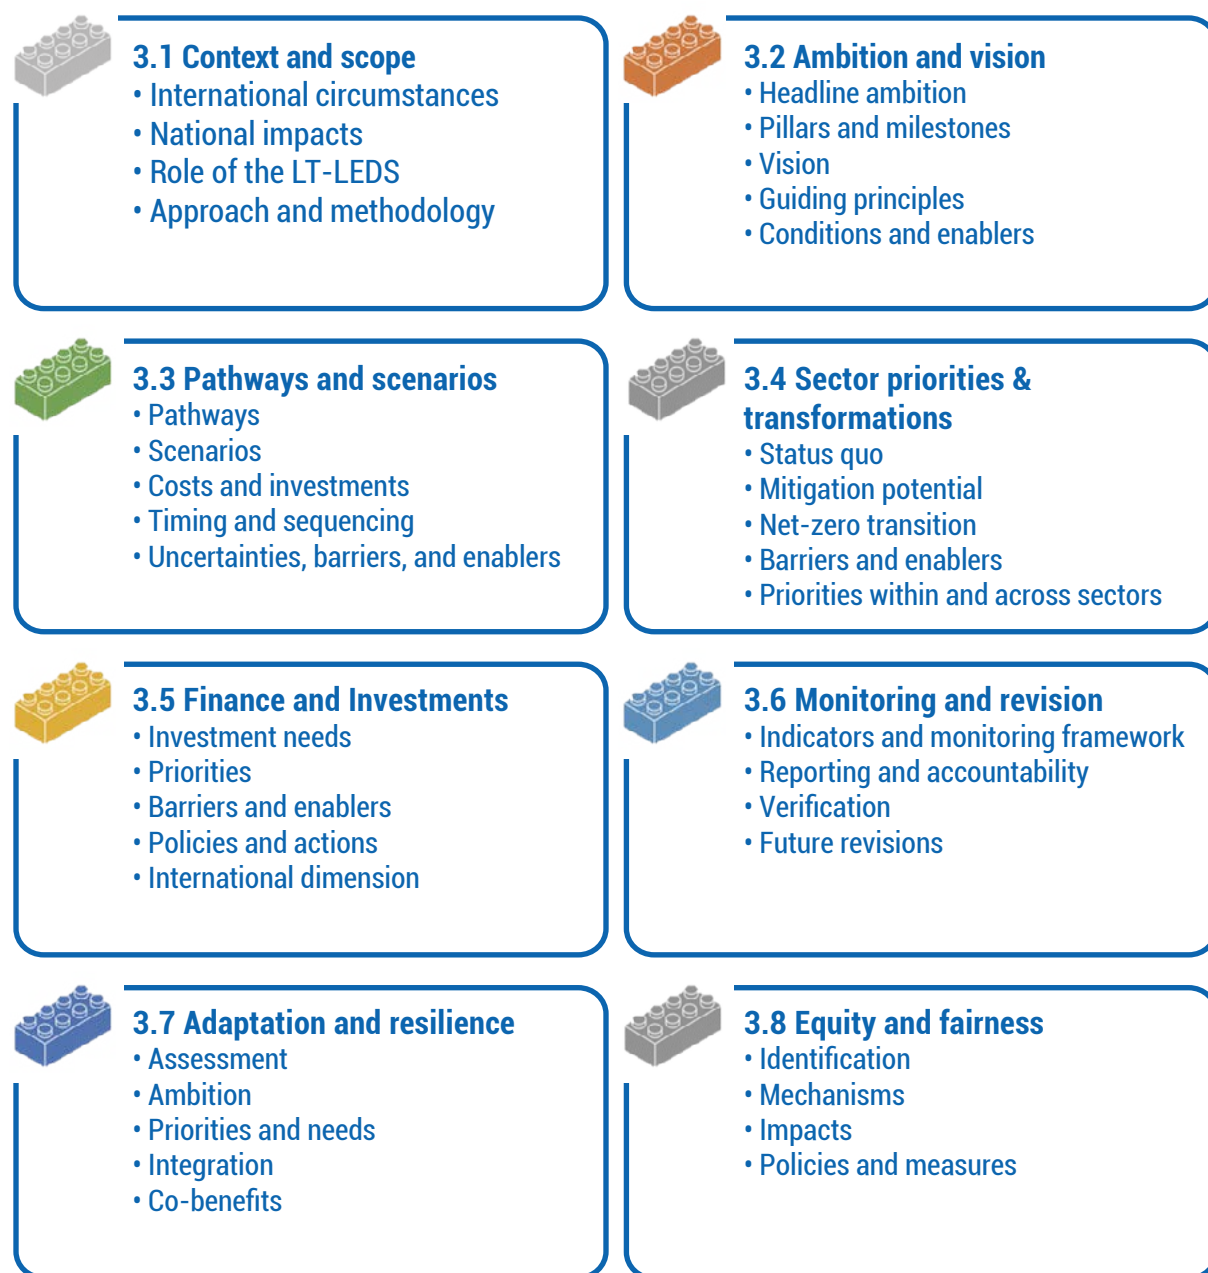 3.1 Context and scope
• International circumstances
• National impacts
• Role of the LT-LEDS
• Approach and methodology
3.2 Ambition and vision
• Headline ambition
• Pillars and milestones
• Vision
• Guiding principles
• Conditions and enablers
3.3 Pathways and scenarios
• Pathways
• Scenarios
• Costs and investments
• Timing and sequencing
• Uncertainties, barriers, and enablers
3.4 Sector priorities &
transformations
• Status quo
• Mitigation potential
• Net-zero transition
• Barriers and enablers
• Priorities within and across sectors
3.5 Finance and Investments
• Investment needs
• Priorities
• Barriers and enablers
• Policies and actions
• International dimension
3.6 Monitoring and revision
• Indicators and monitoring framework
• Reporting and accountability
• Verification
• Future revisions
3.7 Adaptation and resilience
• Assessment
• Ambition
• Priorities and needs
• Integration
• Co-benefits
3.8 Equity and fairness
• Identification
• Mechanisms
• Impacts
• Policies and measures